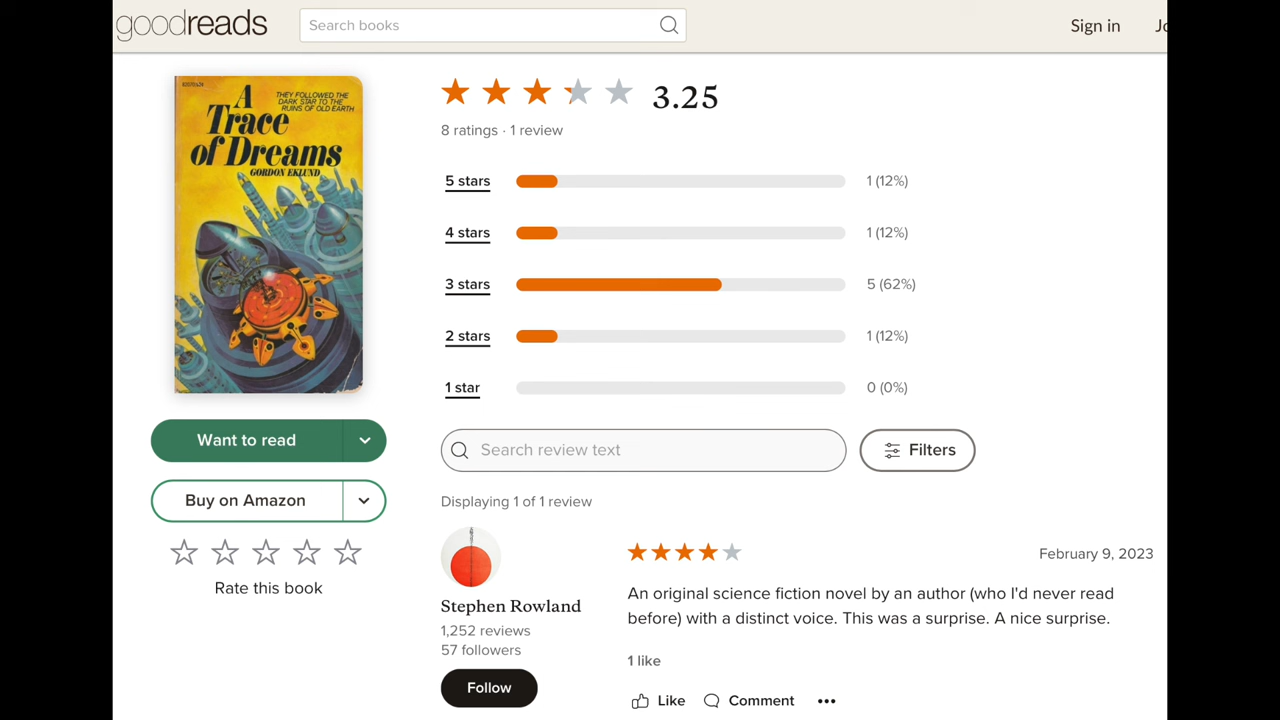 goodreads
Search books
Sign in
A
Trace
of Dreams
THEY FOLLOWED THE
DARK STAR TO THE
RUINS OF OLD EARTH
GORDON EKLUND
3.25
8 ratings · 1 review
5 stars 1 (12%)
4 stars 1 (12%)
3 stars 5 (62%)
2 stars 1 (12%)
1 star 0 (0%)
Want to read
Buy on Amazon
Rate this book
Search review text
Filters
Displaying 1 of 1 review
Stephen Rowland
1,252 reviews
57 followers
Follow
February 9, 2023
An original science fiction novel by an author (who I'd never read
before) with a distinct voice. This was a surprise. A nice surprise.
1 like
Like Comment